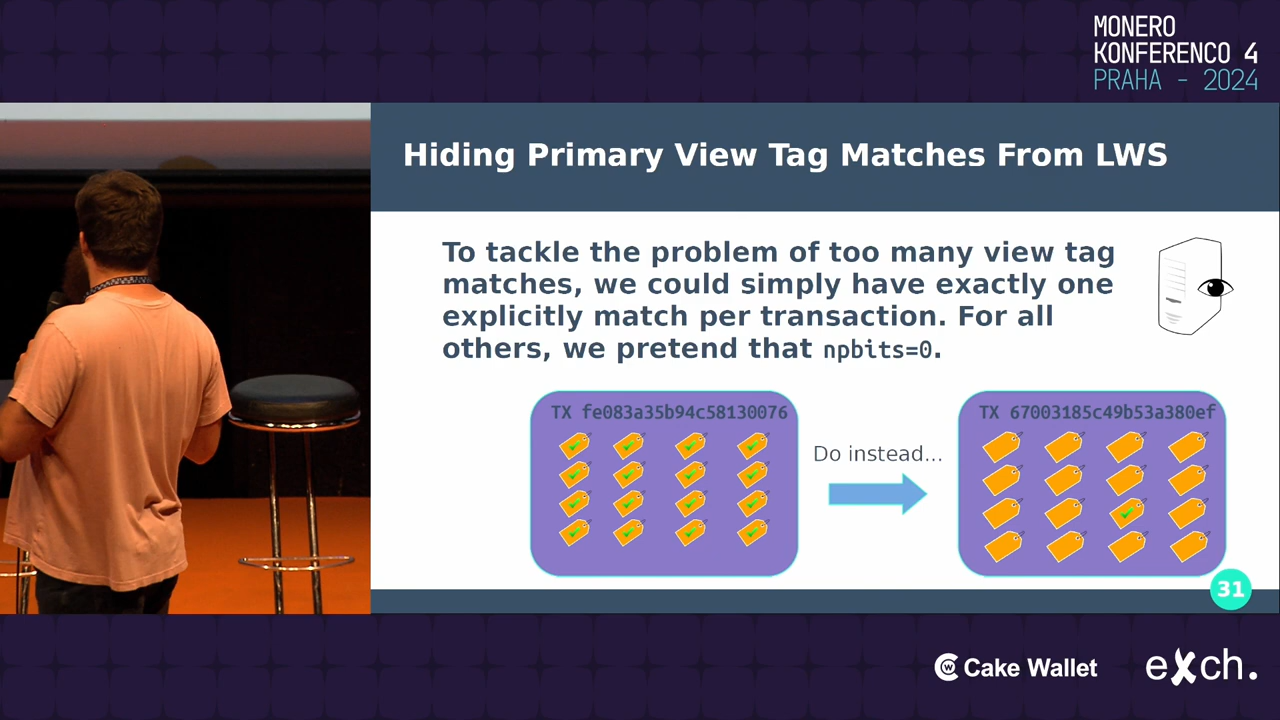 MONERO
KONFERENCO 4
PRAHA - 2024
Hiding Primary View Tag Matches From LWS
To tackle the problem of too many view tag
matches, we could simply have exactly one
explicitly match per transaction. For all
others, we pretend that npbits=0.
TX fe083a35b94c58130076
Do instead...
TX 67003185c49b53a380ef
31
Cake Wallet
eXch.